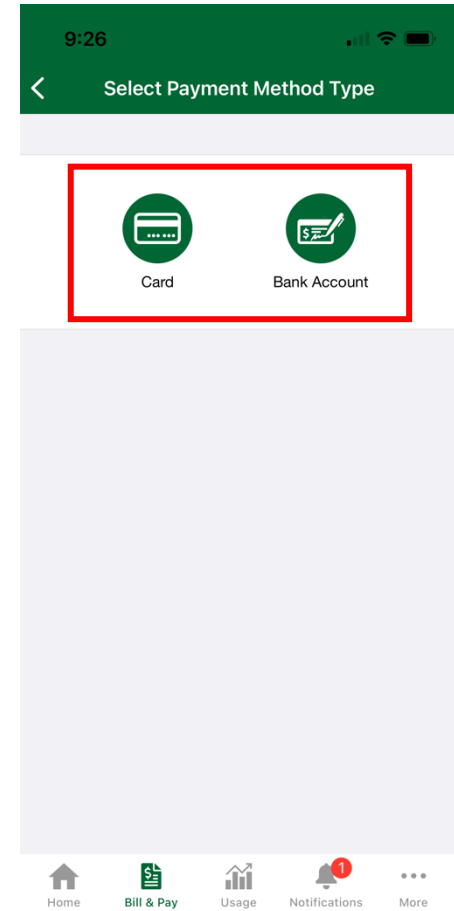 9:26
Select Payment Method Type
Card Bank Account
1
Home Bill & Pay Usage Notifications More